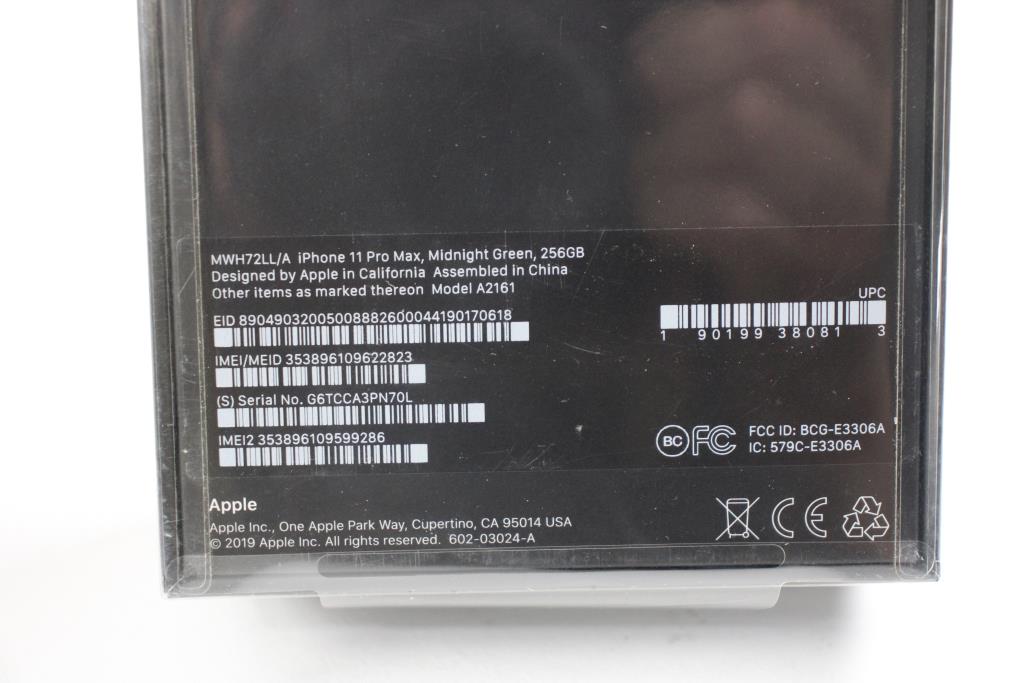 MWH72LL/A iPhone 11 Pro Max, Midnight Green, 256GB
Designed by Apple in California Assembled in China
Other items as marked thereon Model A2161
EID 89049032005008882600044190170618
IMEI/MEID 353896109622823
(S) Serial No. G6TCCA3PN70L
IMEI2 353896109599286
UPC
1 90199 38081 3
BC FC FCC ID: BCG-E3306A
IC: 579C-E3306A
Apple
Apple Inc., One Apple Park Way, Cupertino, CA 95014 USA
© 2019 Apple Inc. All rights reserved. 602-03024-A
CE